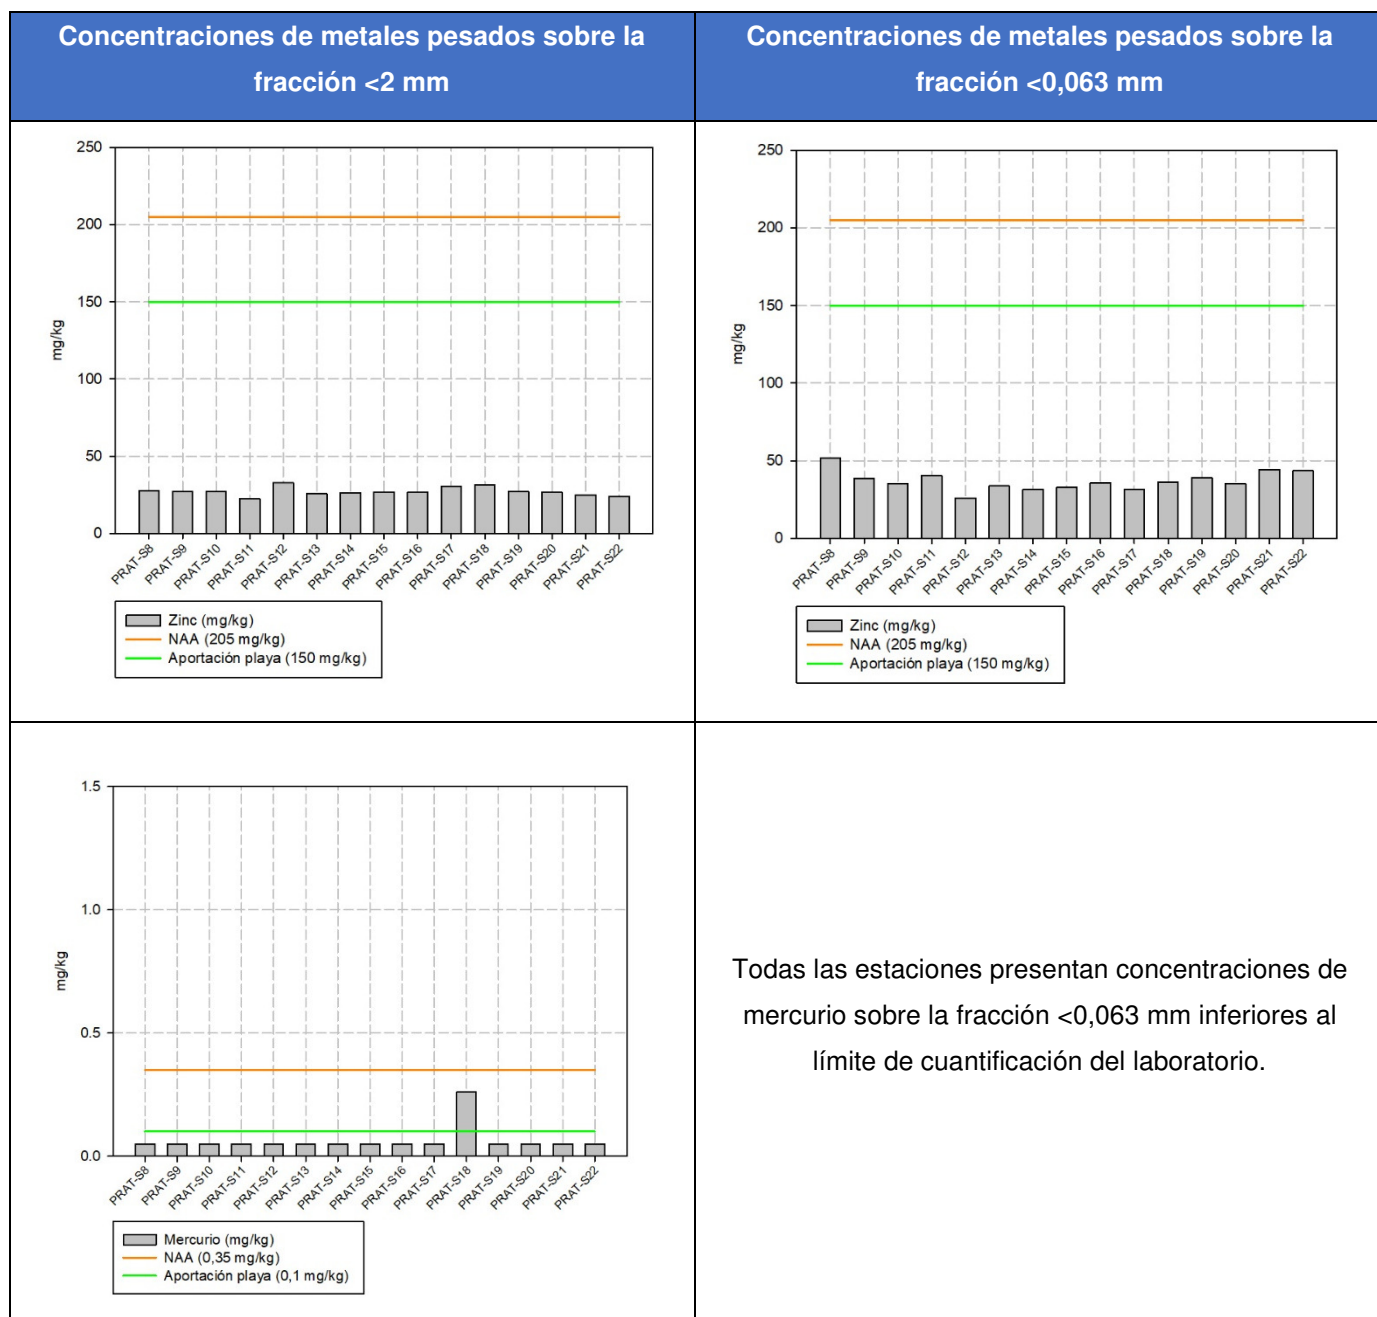 Concentraciones de metales pesados sobre la
fracción <2 mm
Concentraciones de metales pesados sobre la
fracción <0,063 mm
250
200
150
100
50
0
mg/kg
PRAT-S8
PRAT-S9
PRAT-S10
PRAT-S11
PRAT-S12
PRAT-S13
PRAT-S14
PRAT-S15
PRAT-S16
PRAT-S17
PRAT-S18
PRAT-S19
PRAT-S20
PRAT-S21
PRAT-S22
Zinc (mg/kg)
NAA (205 mg/kg)
Aportación playa (150 mg/kg)
250
200
150
100
50
0
mg/kg
PRAT-S8
PRAT-S9
PRAT-S10
PRAT-S11
PRAT-S12
PRAT-S13
PRAT-S14
PRAT-S15
PRAT-S16
PRAT-S17
PRAT-S18
PRAT-S19
PRAT-S20
PRAT-S21
PRAT-S22
Zinc (mg/kg)
NAA (205 mg/kg)
Aportación playa (150 mg/kg)
1.5
1.0
0.5
0.0
mg/kg
PRAT-S8
PRAT-S9
PRAT-S10
PRAT-S11
PRAT-S12
PRAT-S13
PRAT-S14
PRAT-S15
PRAT-S16
PRAT-S17
PRAT-S18
PRAT-S19
PRAT-S20
PRAT-S21
PRAT-S22
Mercurio (mg/kg)
NAA (0,35 mg/kg)
Aportación playa (0,1 mg/kg)
Todas las estaciones presentan concentraciones de
mercurio sobre la fracción <0,063 mm inferiores al
límite de cuantificación del laboratorio.